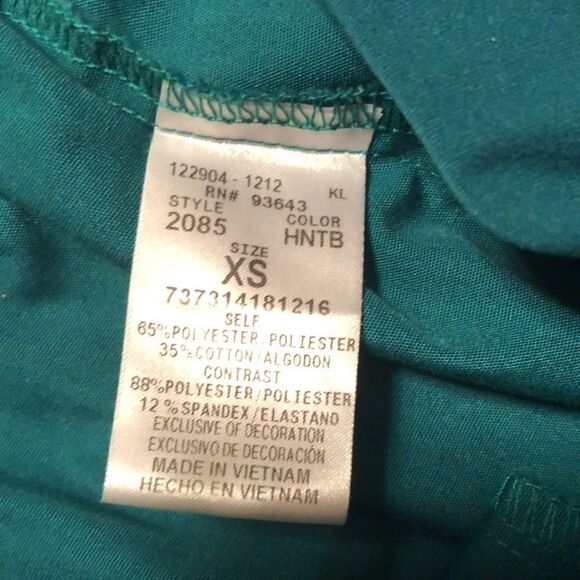 122904 - 1212 KL
RN# 93643
STYLE COLOR
2085 HNTB
SIZE
XS
737314181216
SELF
65%POLYESTER/POLIESTER
35%COTTON/ALGODON
CONTRAST
88%POLYESTER/POLIESTER
12%SPANDEX/ELASTANO
EXCLUSIVE OF DECORATION
EXCLUSIVO DE DECORACIÓN
MADE IN VIETNAM
HECHO EN VIETNAM